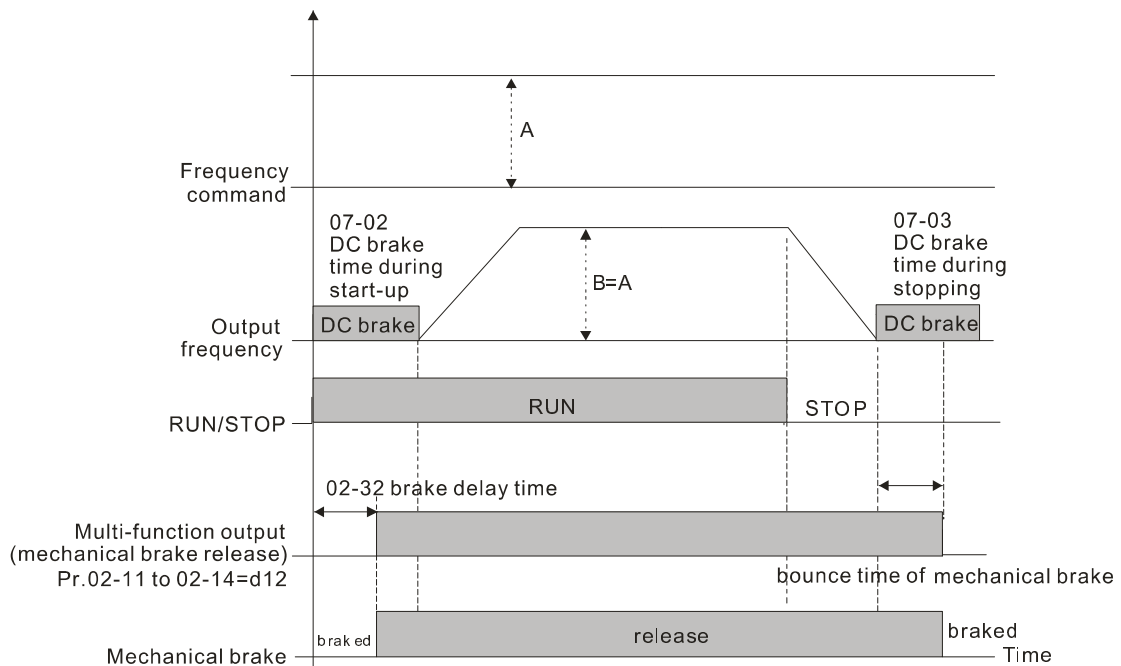 A
Frequency
command
07-02
DC brake
time during
start-up
07-03
DC brake
time during
stopping
B=A
DC brake
DC brake
Output
frequency
RUN
STOP
RUN/STOP
02-32 brake delay time
Multi-function output
(mechanical brake release)
Pr.02-11 to 02-14=d12
bounce time of mechanical brake
braked
release
braked
Mechanical brake
Time